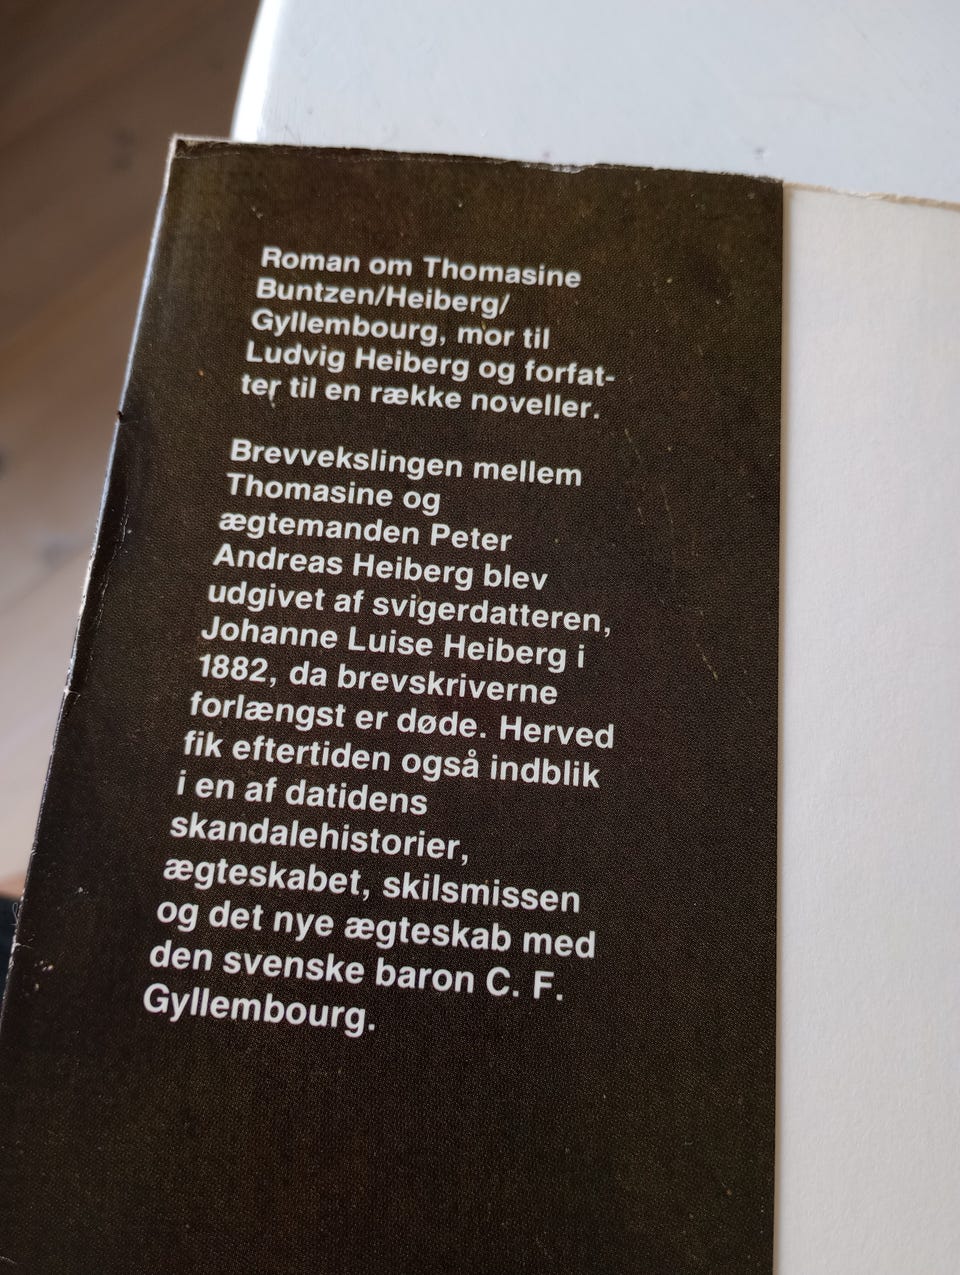 Roman om Thomasine
Buntzen/Heiberg/
Gyllembourg, mor til
Ludvig Heiberg og forfat-
ter til en række noveller.
Brevvekslingen mellem
Thomasine og
ægtemanden Peter
Andreas Heiberg blev
udgivet af svigerdatteren,
Johanne Luise Heiberg i
1882, da brevskriverne
forlængst er døde. Herved
fik eftertiden også indblik
i en af datidens
skandalehistorier,
ægteskabet, skilsmissen
og det nye ægteskab med
den svenske baron C. F.
Gyllembourg.